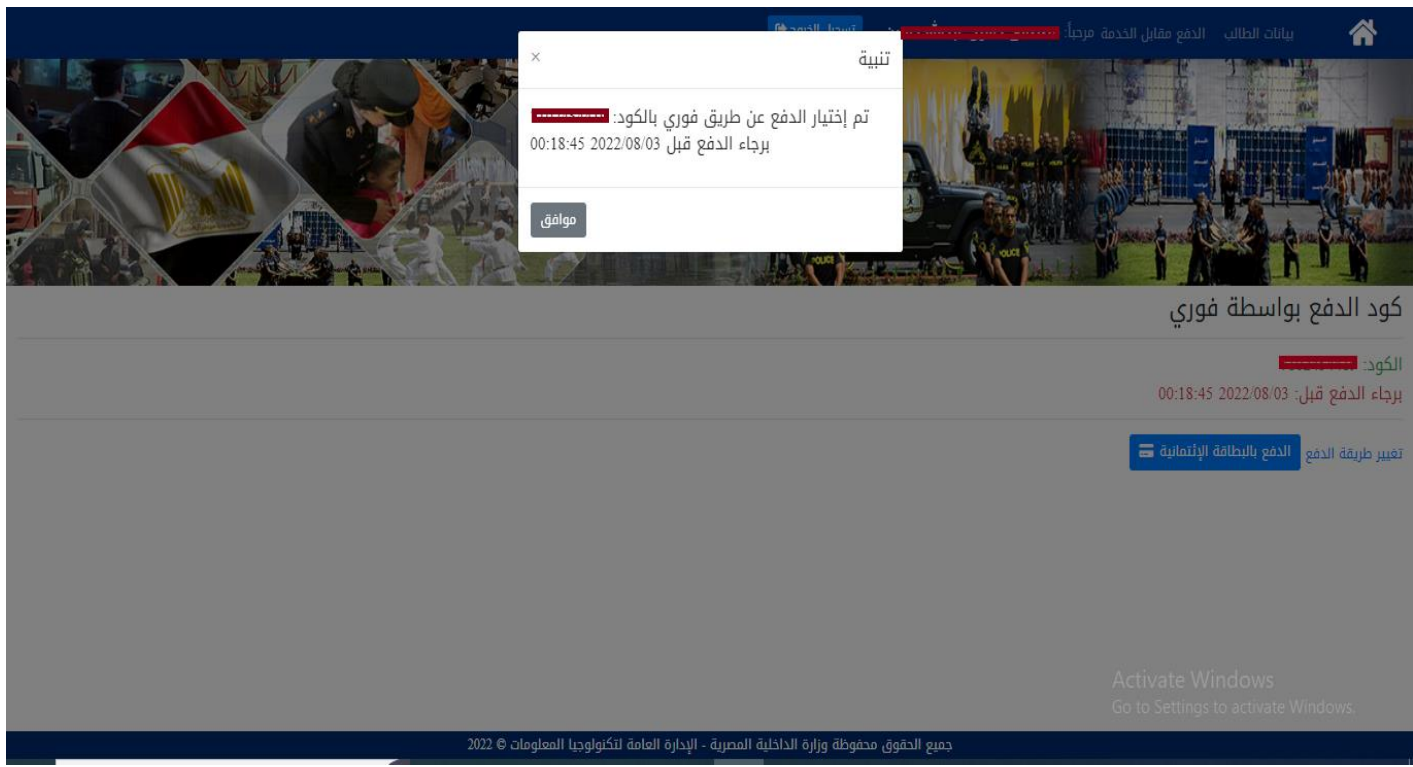 بيانات الطالب الدفع مقابل الخدمة مرحباً:
تنبية ×
تم إختيار الدفع عن طريق فوري بالكود:
برجاء الدفع قبل 2022/08/03 00:18:45
موافق
POLICE
POLICE
كود الدفع بواسطة فوري
الكود:
برجاء الدفع قبل: 2022/08/03 00:18:45
تغيير طريقة الدفع الدفع بالبطاقة الإئتمانية
Activate Windows
Go to Settings to activate Windows.
جميع الحقوق محفوظة وزارة الداخلية المصرية - الإدارة العامة لتكنولوجيا المعلومات © 2022